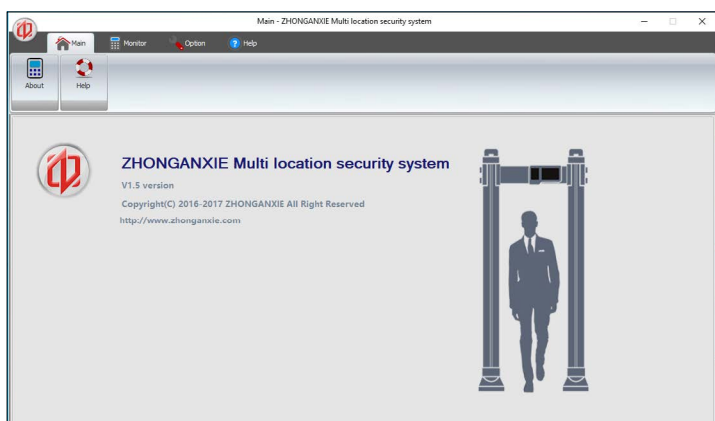 Main - ZHONGANXIE Multi location security system
Main Monitor Option Help
About Help
ZHONGANXIE Multi location security system
V1.5 version
Copyright(C) 2016-2017 ZHONGANXIE All Right Reserved
http://www.zhonganxie.com